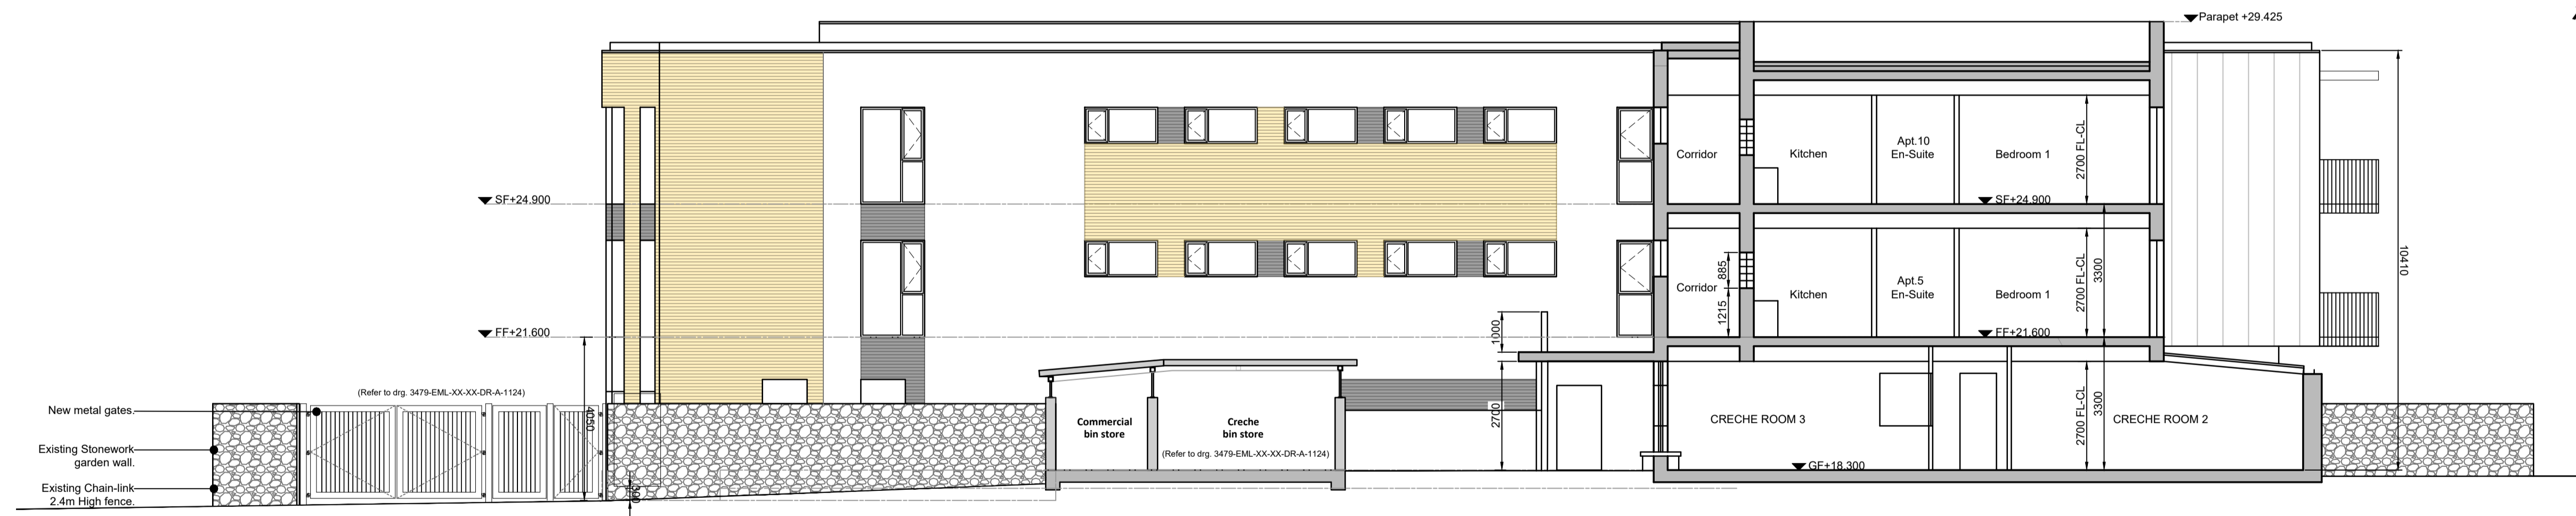 Parapet +29.425
Corridor
Kitchen
Apt.10
En-Suite
Bedroom 1
2700 FL-CL
SF+24.900
SF+24.900
10410
885
1215
Corridor
Kitchen
Apt.5
En-Suite
Bedroom 1
2700 FL-CL
3300
FF+21.600
FF+21.600
1000
(Refer to drg. 3479-EML-XX-XX-DR-A-1124)
New metal gates.
4050
Existing Stonework
garden wall.
Existing Chain-link
2.4m High fence.
300
Commercial
bin store
Creche
bin store
(Refer to drg. 3479-EML-XX-XX-DR-A-1124)
2700
CRECHE ROOM 3
2700 FL-CL
3300
CRECHE ROOM 2
GF+18.300